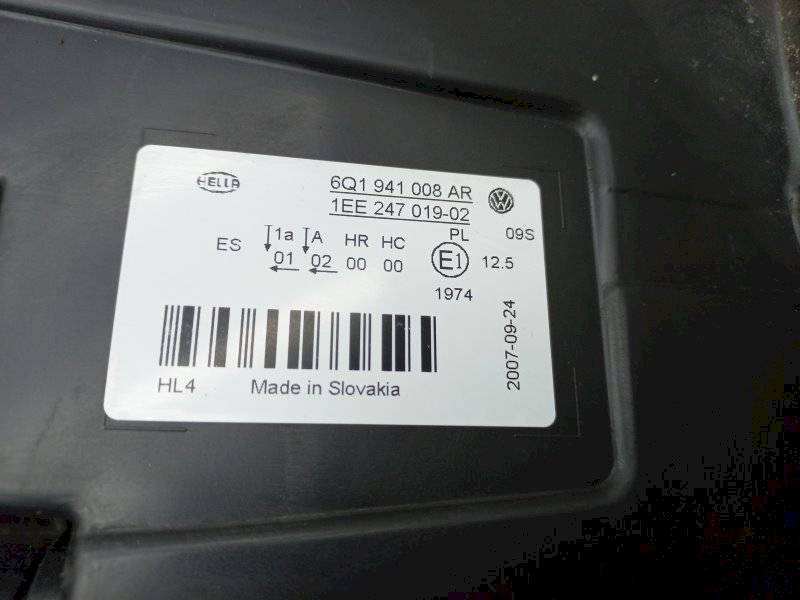 HELLA
6Q1 941 008 AR
1EE 247 019-02
ES 1a A HR HC PL 09S
01 02 00 00 E1 12.5
1974
2007-09-24
HL4 Made in Slovakia